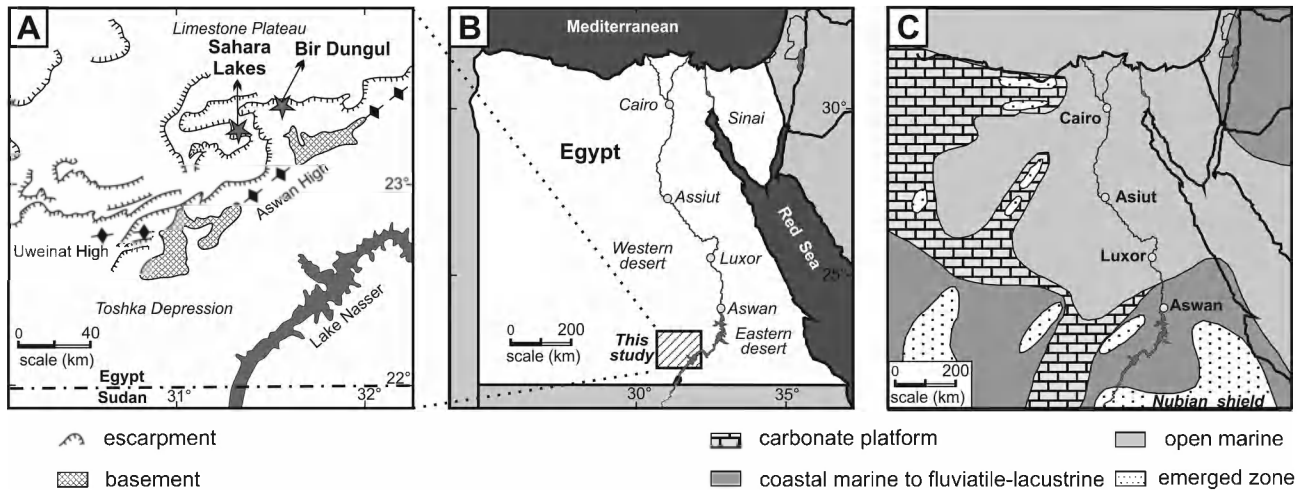 A
Limestone Plateau
Sahara
Lakes
Bir Dungul
23°
Aswan High
Uweinat High
Toshka Depression
Lake Nasser
0 40
scale (km)
Egypt
Sudan
22°
31°
32°
B
Mediterranean
30°
Cairo
Sinai
Egypt
Assiut
Red Sea
Western
desert
Luxor
25°
Aswan
0 200
scale (km)
This
study
Eastern
desert
30°
35°
C
Cairo
Asiut
Luxor
Aswan
0 200
scale (km)
Nubian shield
escarpment
basement
carbonate platform
coastal marine to fluviatile-lacustrine
open marine
emerged zone